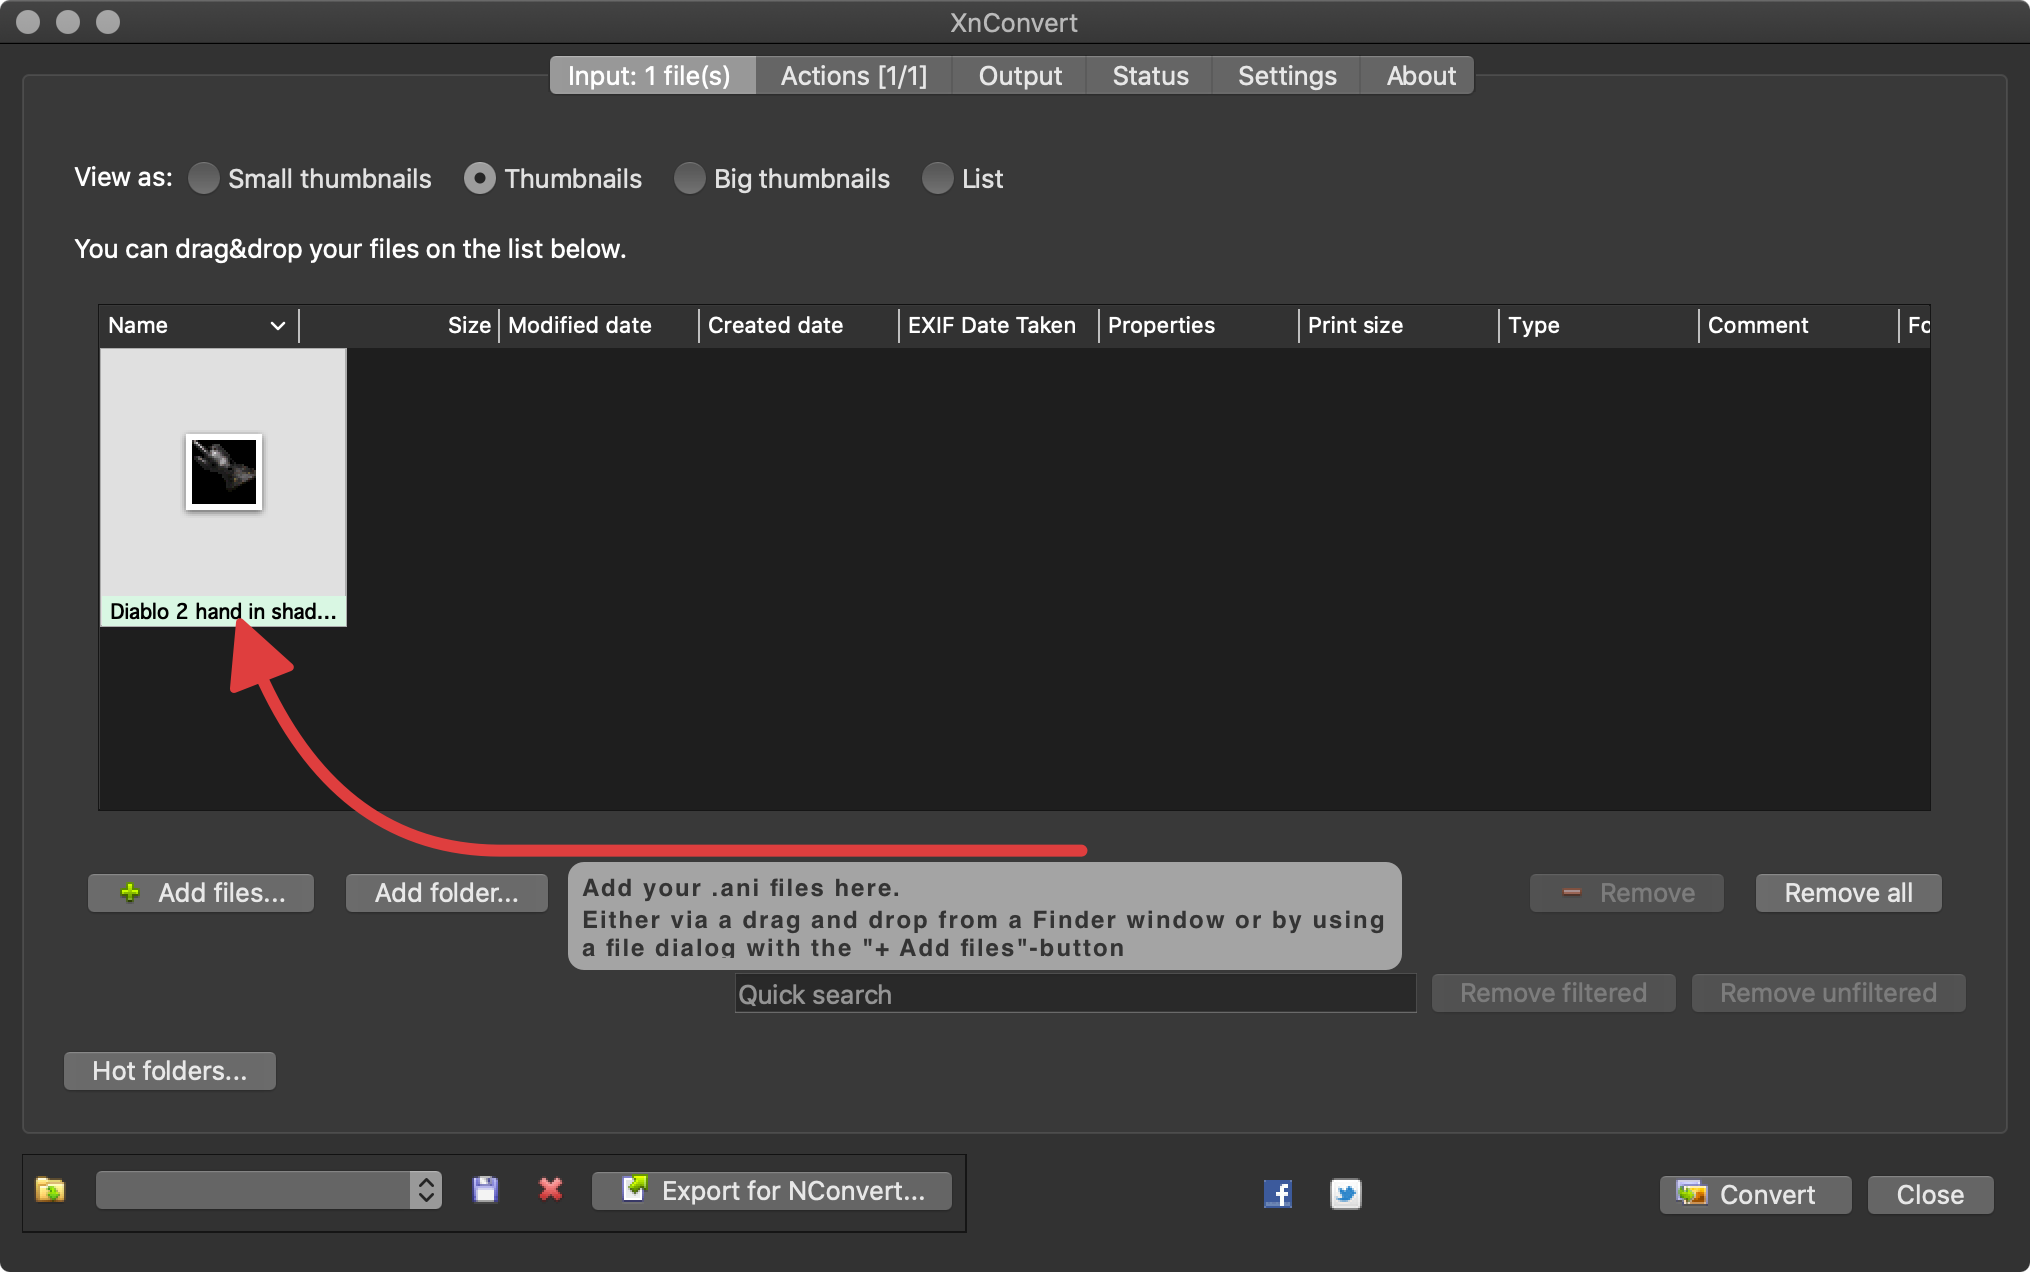 XnConvert
Input: 1 file(s) Actions [1/1] Output Status Settings About
View as: Small thumbnails Thumbnails Big thumbnails List
You can drag&drop your files on the list below.
Name Size Modified date Created date EXIF Date Taken Properties Print size Type Comment Fo
Diablo 2 hand in shad...
Add your .ani files here.
Either via a drag and drop from a Finder window or by using
a file dialog with the "+ Add files"-button
Add files... Add folder... Remove Remove all
Quick search Remove filtered Remove unfiltered
Hot folders...
Export for NConvert... Convert Close